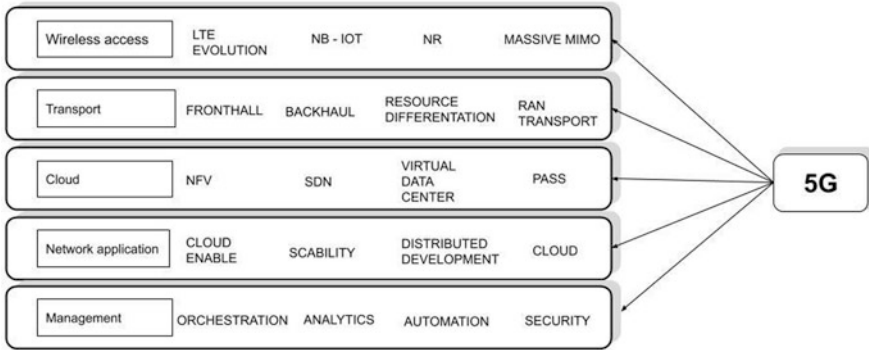 Wireless access
LTE
EVOLUTION
NB - IOT
NR
MASSIVE MIMO
Transport
FRONTHALL
BACKHAUL
RESOURCE
DIFFERENTATION
RAN
TRANSPORT
Cloud
NFV
SDN
VIRTUAL
DATA
CENTER
PASS
5G
Network application
CLOUD
ENABLE
SCABILITY
DISTRIBUTED
DEVELOPMENT
CLOUD
Management
ORCHESTRATION
ANALYTICS
AUTOMATION
SECURITY